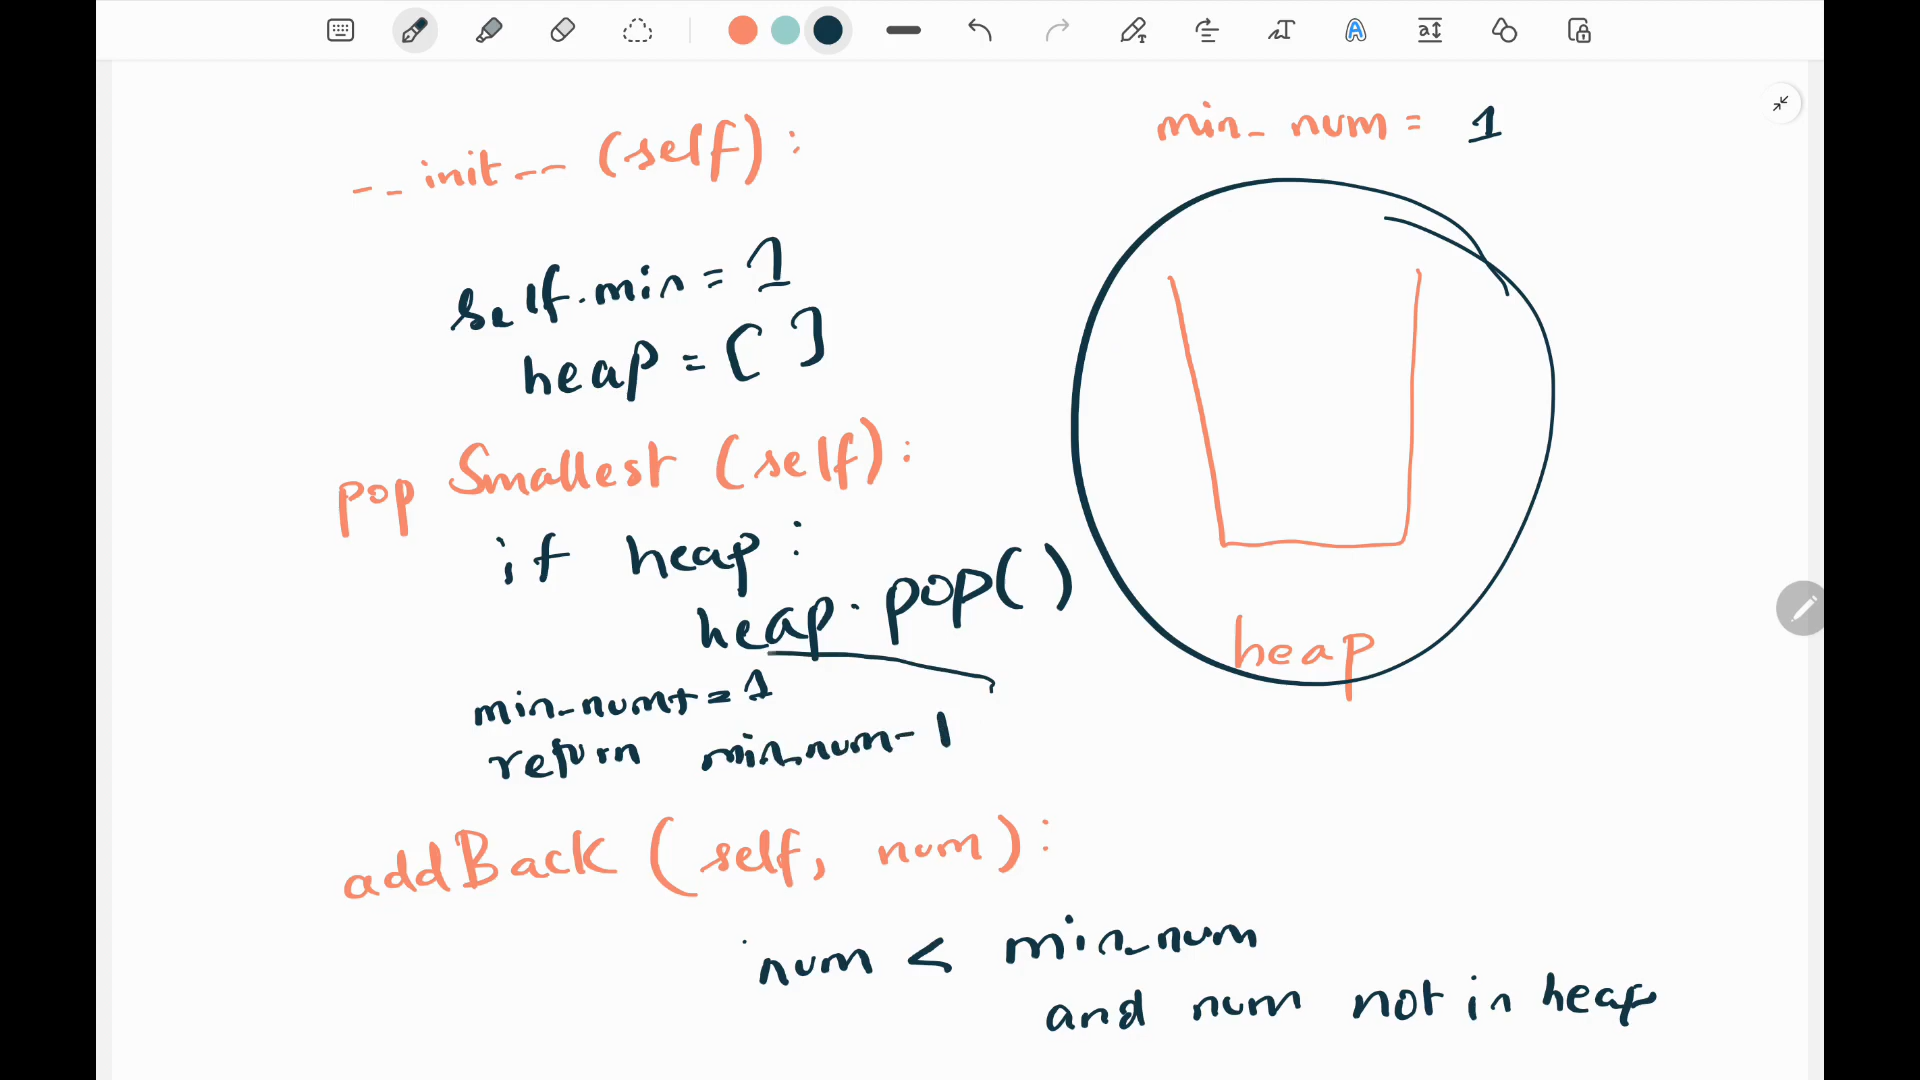 min_num = 1
__init__(self):
self.min = 1
heap = [ ]
pop Smallest (self):
if heap:
heap.pop()
min_num+=1
return min_num-1
heap
addBack (self, num):
num < min_num
and num not in heap